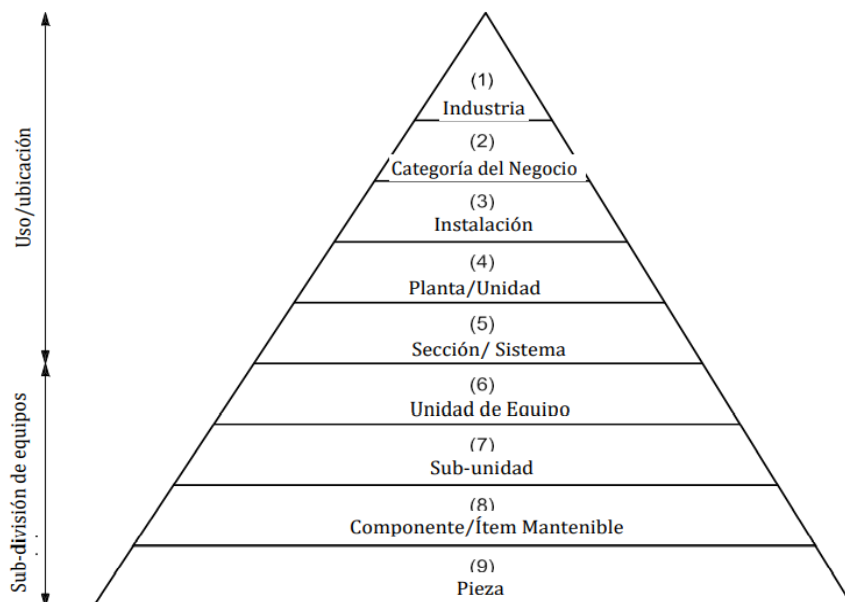 Uso/ubicación
Sub-división de equipos
(1)
Industria
(2)
Categoría del Negocio
(3)
Instalación
(4)
Planta/Unidad
(5)
Sección/ Sistema
(6)
Unidad de Equipo
(7)
Sub-unidad
(8)
Componente/Ítem Mantenible
(9)
Pieza